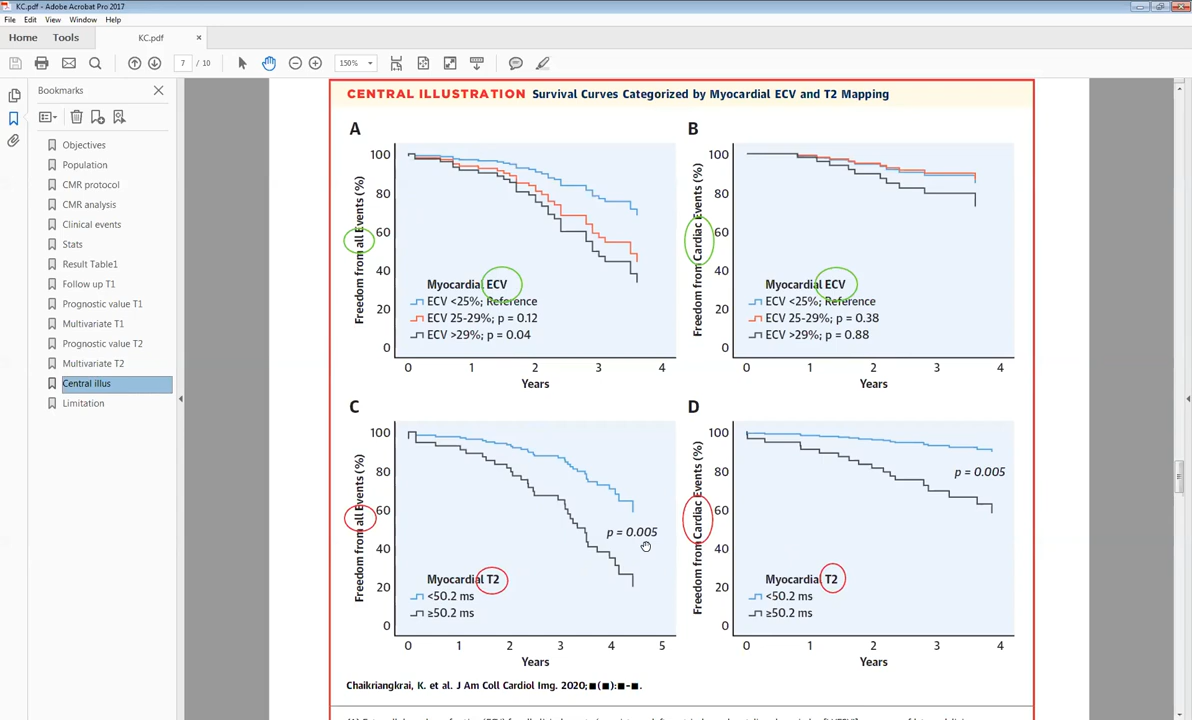 KC.pdf - Adobe Acrobat Pro 2017
File Edit View Window Help
Home Tools KC.pdf ×
7 / 10 150%
Bookmarks
Objectives
Population
CMR protocol
CMR analysis
Clinical events
Stats
Result Table1
Follow up T1
Prognostic value T1
Multivariate T1
Prognostic value T2
Multivariate T2
Central illus
Limitation
CENTRAL ILLUSTRATION Survival Curves Categorized by Myocardial ECV and T2 Mapping
A
Freedom from all Events (%)
100
80
60
40
20
0
Myocardial ECV
ECV <25%; Reference
ECV 25-29%; p = 0.12
ECV >29%; p = 0.04
0 1 2 3 4
Years
B
Freedom from Cardiac Events (%)
100
80
60
40
20
0
Myocardial ECV
ECV <25%; Reference
ECV 25-29%; p = 0.38
ECV >29%; p = 0.88
0 1 2 3 4
Years
C
Freedom from all Events (%)
100
80
60
40
20
0
p = 0.005
Myocardial T2
<50.2 ms
≥50.2 ms
0 1 2 3 4 5
Years
D
Freedom from Cardiac Events (%)
100
80
60
40
20
0
p = 0.005
Myocardial T2
<50.2 ms
≥50.2 ms
0 1 2 3 4
Years
Chaikriangkrai, K. et al. J Am Coll Cardiol Img. 2020;■(■):■-■.